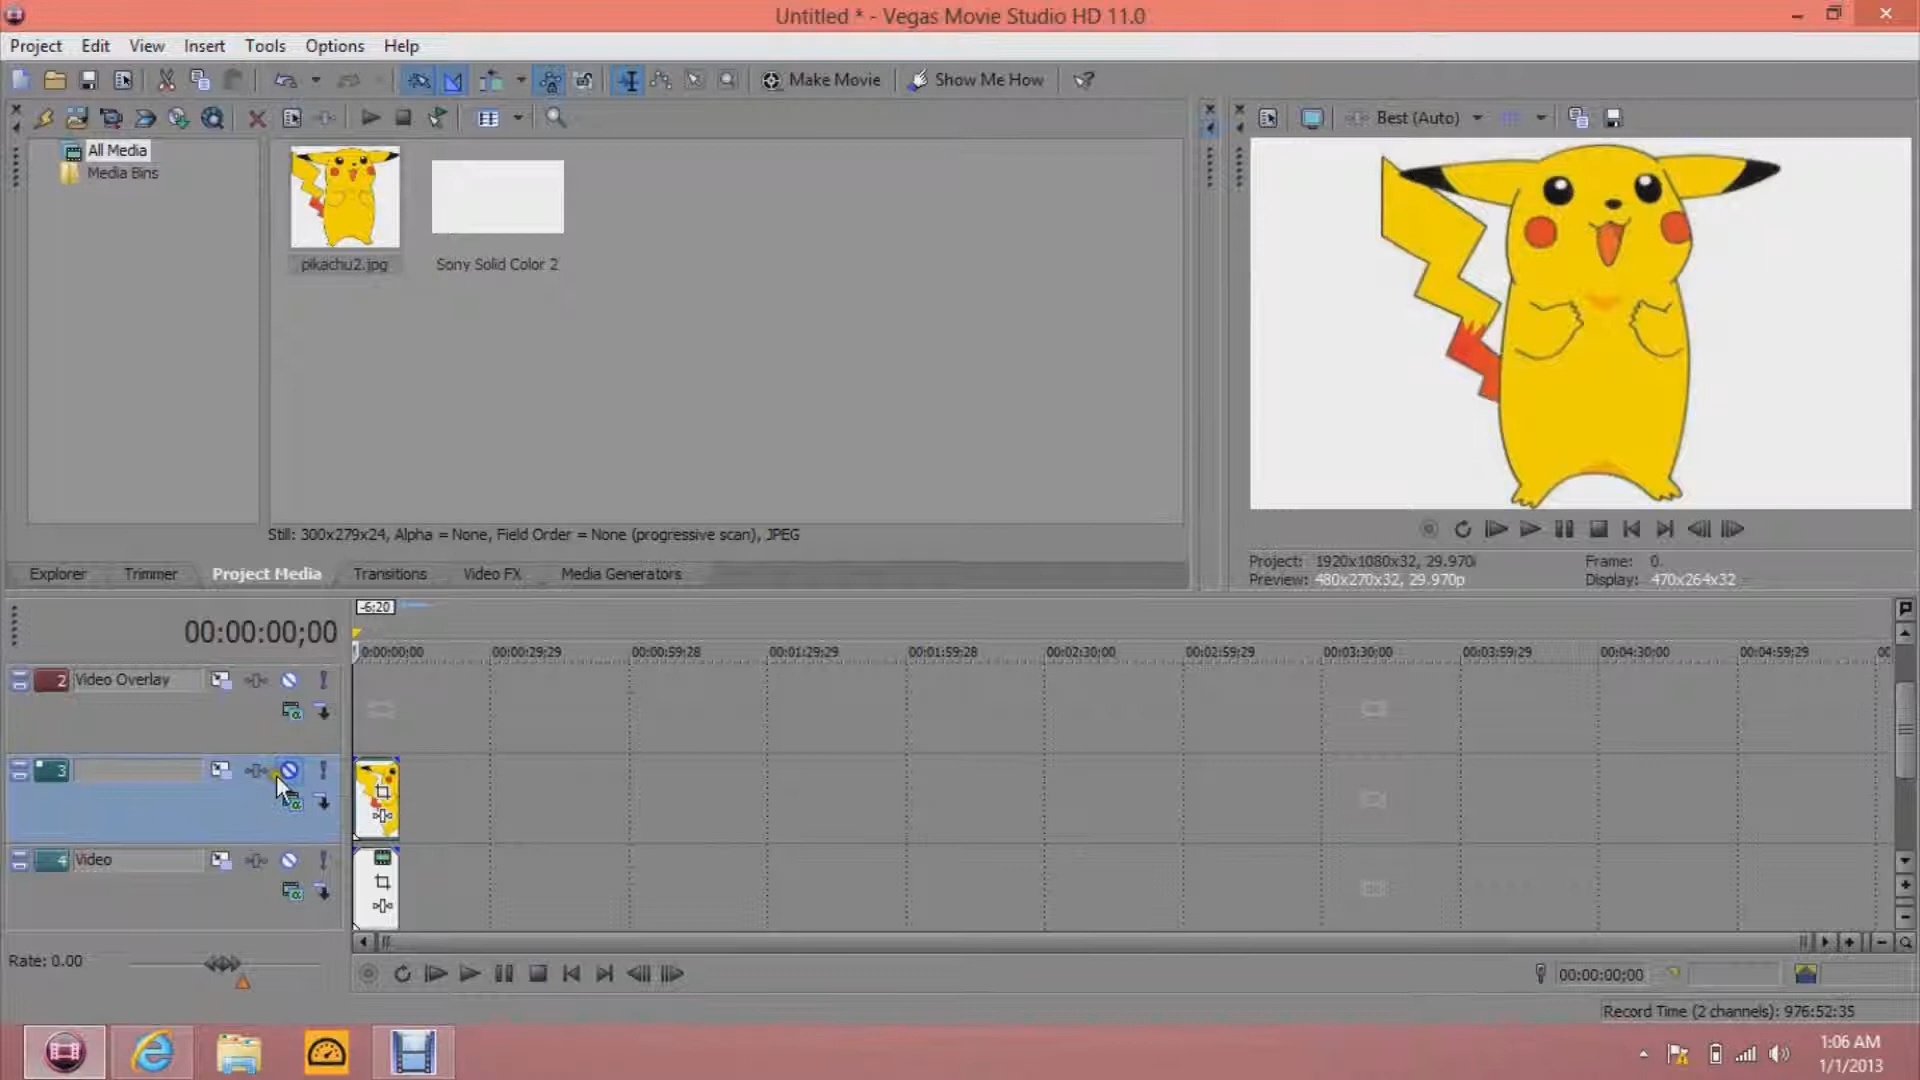 Untitled * - Vegas Movie Studio HD 11.0
Project Edit View Insert Tools Options Help
Make Movie Show Me How
Best (Auto)
All Media
Media Bins
pikachu2.jpg
Sony Solid Color 2
Still: 300x279x24, Alpha = None, Field Order = None (progressive scan), JPEG
Explorer Trimmer Project Media Transitions Video FX Media Generators
Project: 1920x1080x32, 29.970i
Preview: 480x270x32, 29.970p
Frame: 0
Display: 470x264x32
-6;20
00:00:00;00
0:00:00;00 00:00:29;29 00:00:59;28 00:01:29;29 00:01:59;28 00:02:30;00 00:02:59;29 00:03:30;00 00:03:59;29 00:04:30;00 00:04:59;29 00
2 Video Overlay
3
4 Video
Rate: 0.00
00:00:00;00
Record Time (2 channels): 976:52:35
1:06 AM
1/1/2013